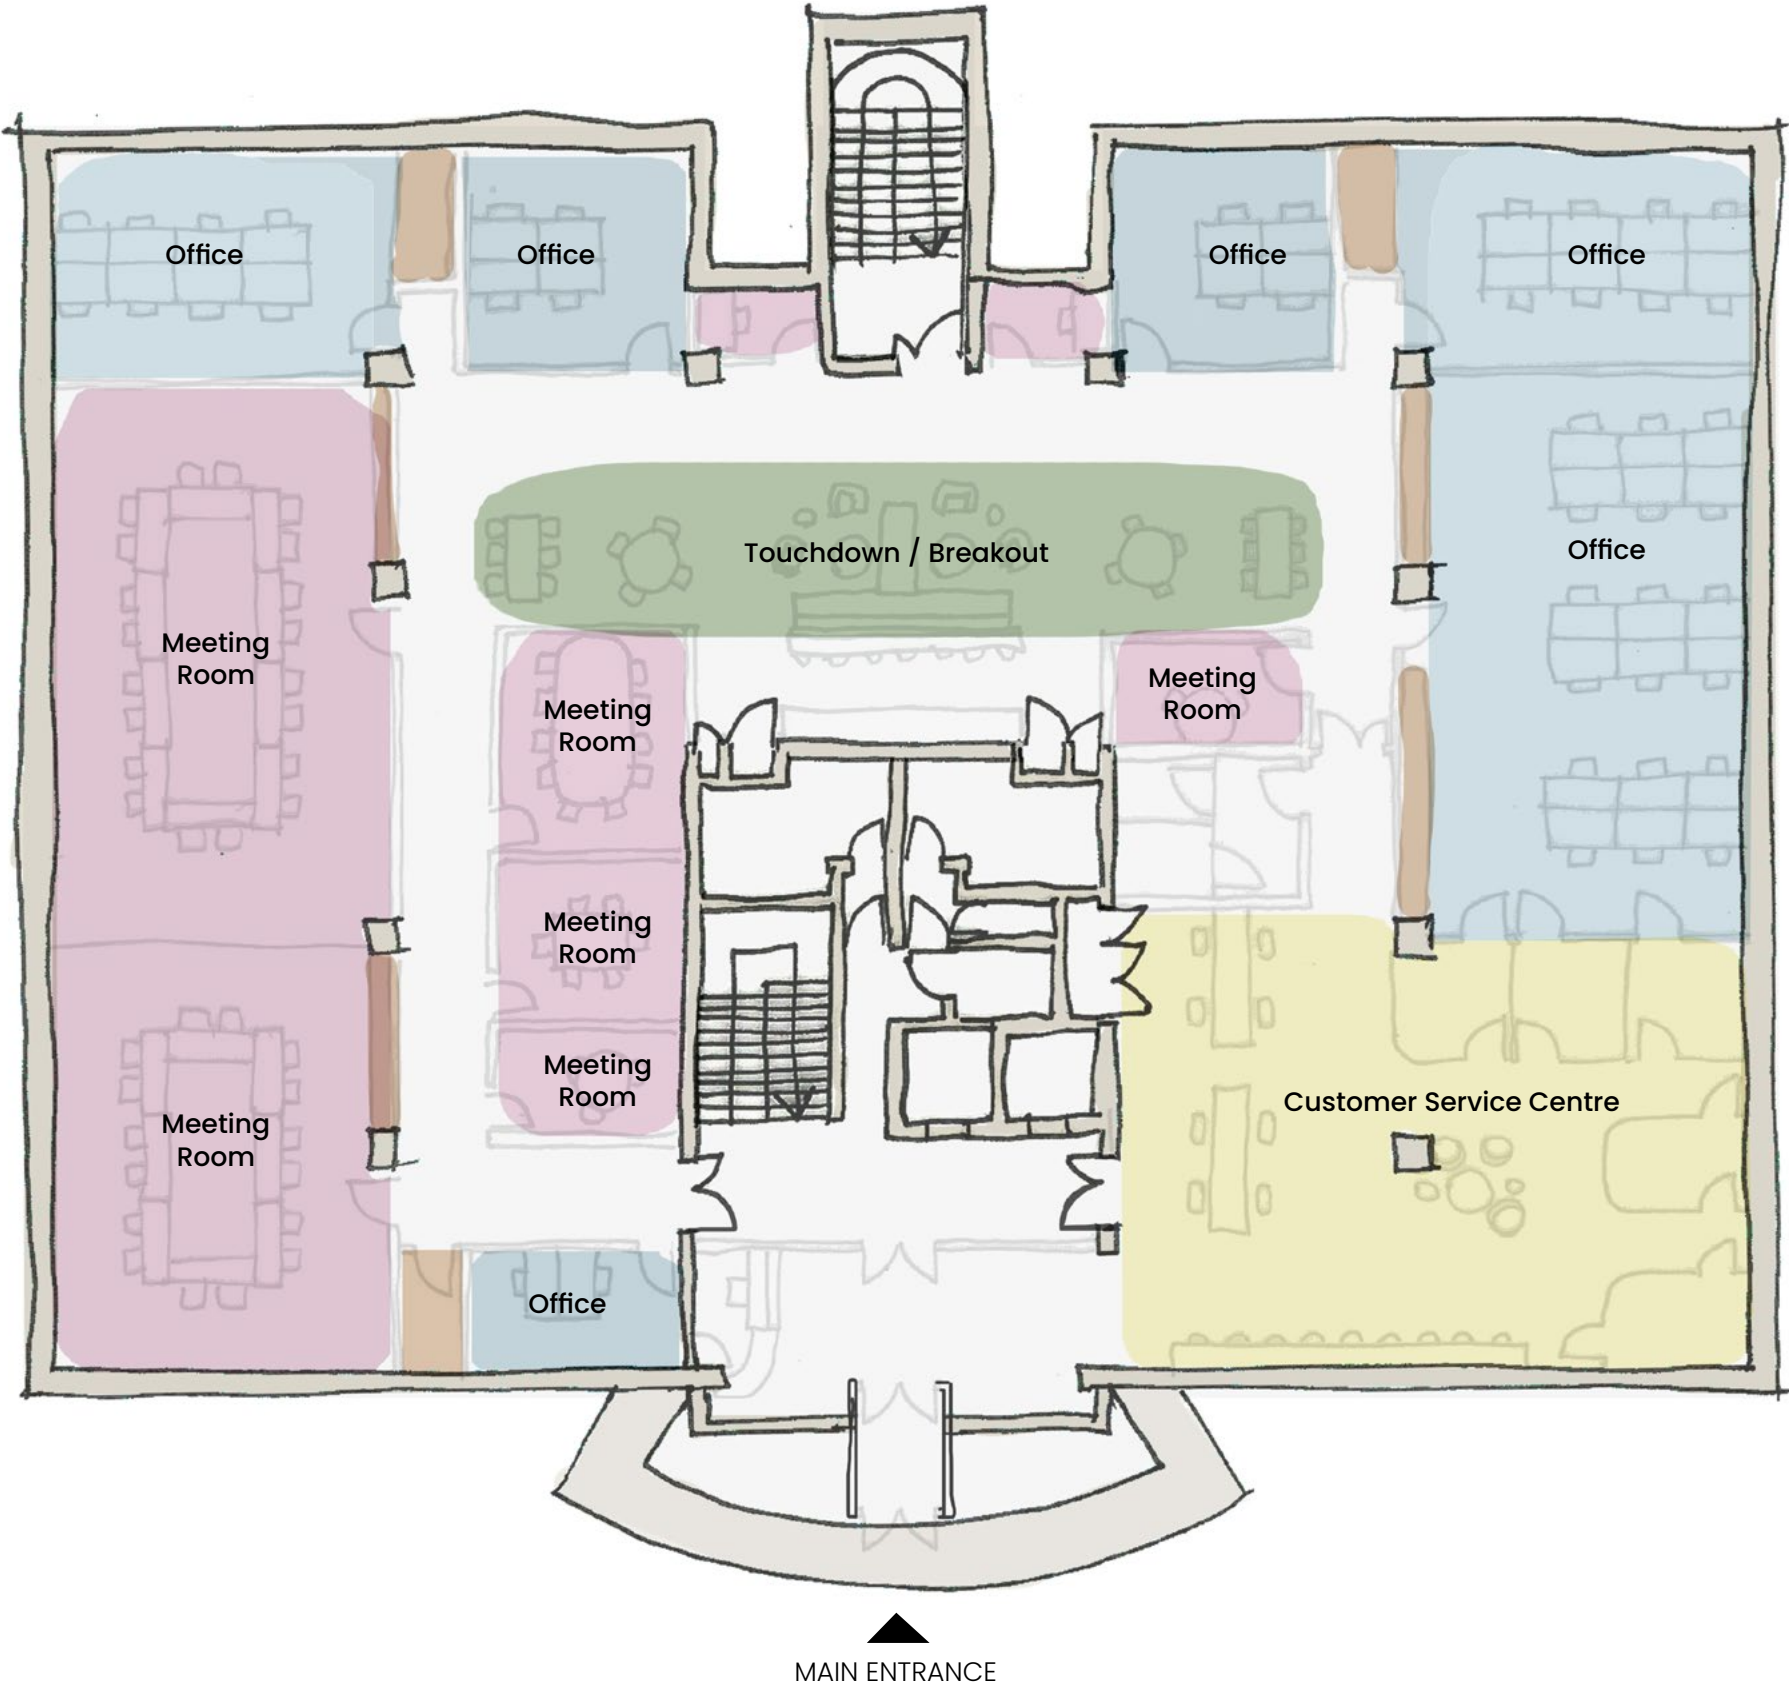 Office
Office
Office
Office
Touchdown / Breakout
Office
Meeting
Room
Meeting
Room
Meeting
Room
Meeting
Room
Meeting
Room
Customer Service Centre
Meeting
Room
Office
MAIN ENTRANCE
Meeting
Room